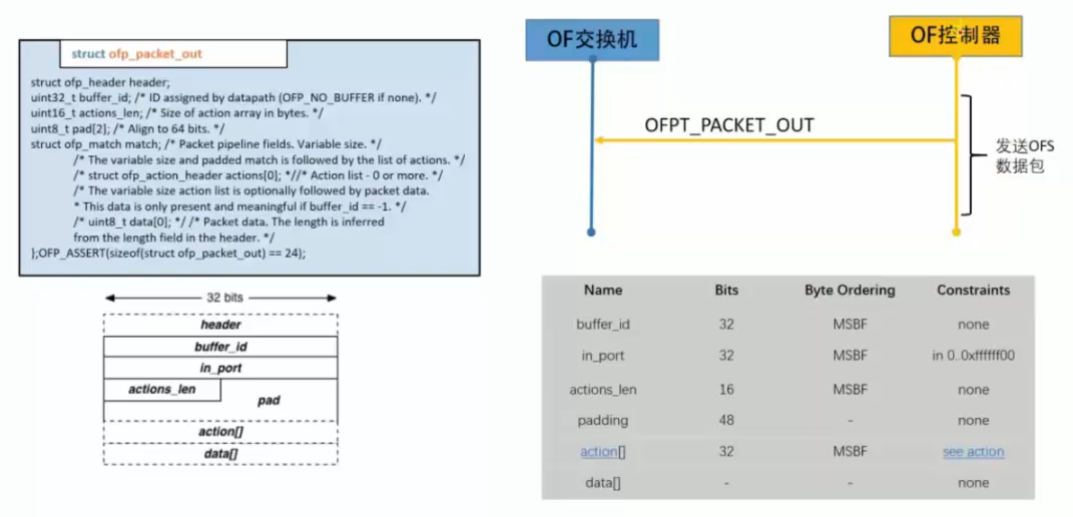 struct ofp_packet_out
struct ofp_header header;
uint32_t buffer_id; /* ID assigned by datapath (OFP_NO_BUFFER if none). */
uint16_t actions_len; /* Size of action array in bytes. */
uint8_t pad[2]; /* Align to 64 bits. */
struct ofp_match match; /* Packet pipeline fields. Variable size. */
/* The variable size and padded match is followed by the list of actions. */
/* struct ofp_action_header actions[0]; *//* Action list - 0 or more. */
/* The variable size action list is optionally followed by packet data.
* This data is only present and meaningful if buffer_id == -1. */
/* uint8_t data[0]; */ /* Packet data. The length is inferred
from the length field in the header. */
};OFP_ASSERT(sizeof(struct ofp_packet_out) == 24);
32 bits
header
buffer_id
in_port
actions_len
pad
action[]
data[]
OF交换机
OF控制器
OFPT_PACKET_OUT
发送OFS
数据包
Name Bits Byte Ordering Constraints
buffer_id 32 MSBF none
in_port 32 MSBF in 0..0xffffff00
actions_len 16 MSBF none
padding 48 - none
action[] 32 MSBF see action
data[] - - none